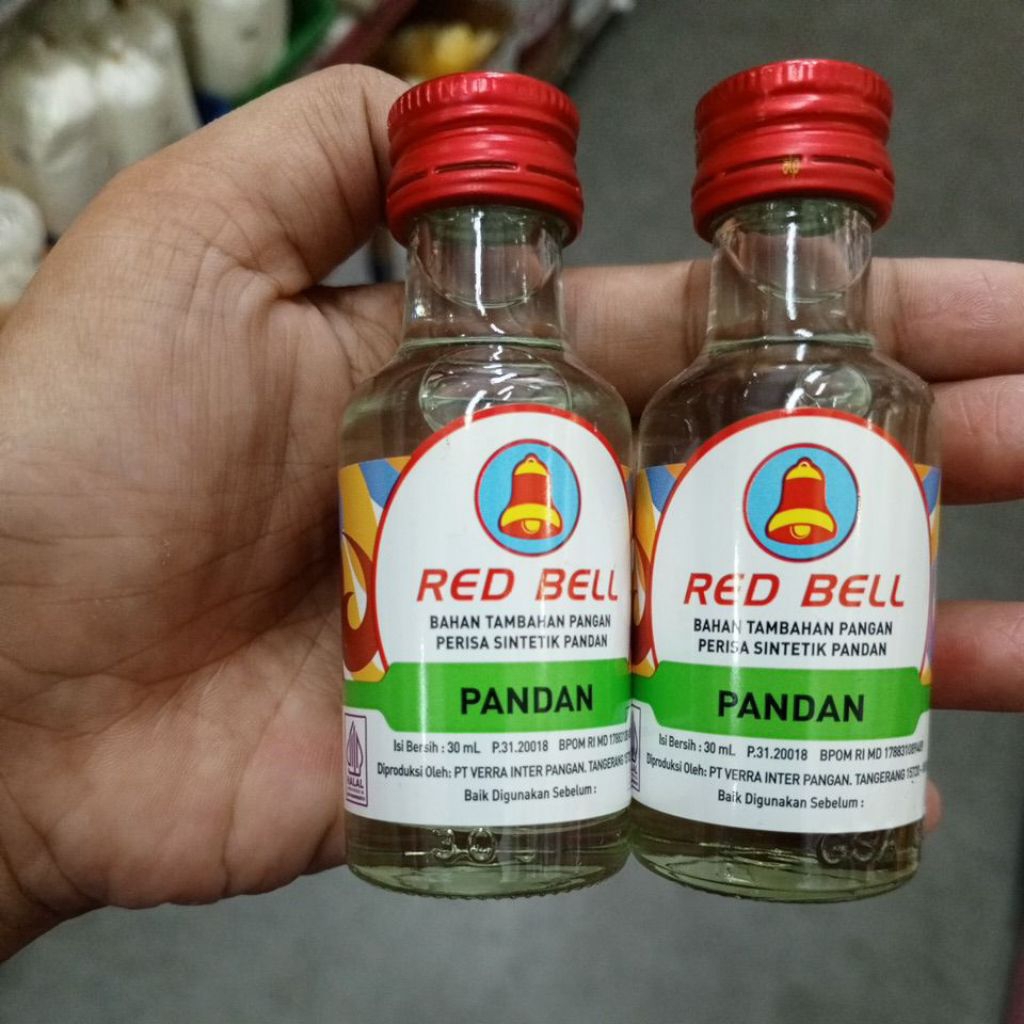 RED BELL
BAHAN TAMBAHAN PANGAN
PERISA SINTETIK PANDAN
PANDAN
Isi Bersih : 30 mL P.31.20018 BPOM RI MD
Diproduksi Oleh: PT VERRA INTER PANGAN. TANGERANG
Baik Digunakan Sebelum :
HALAL
30
RED BELL
BAHAN TAMBAHAN PANGAN
PERISA SINTETIK PANDAN
PANDAN
Isi Bersih : 30 mL P.31.20018 BPOM RI MD
Diproduksi Oleh: PT VERRA INTER PANGAN. TANGERANG
Baik Digunakan Sebelum :